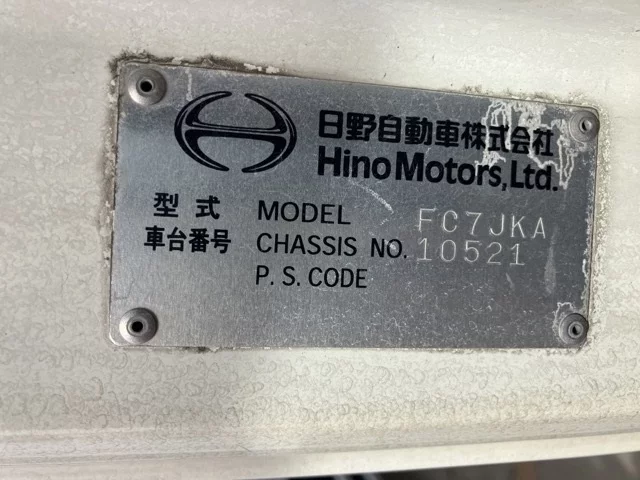 日野自動車株式会社
Hino Motors, Ltd.
型式 MODEL FC7JKA
車台番号 CHASSIS NO. 10521
P. S. CODE